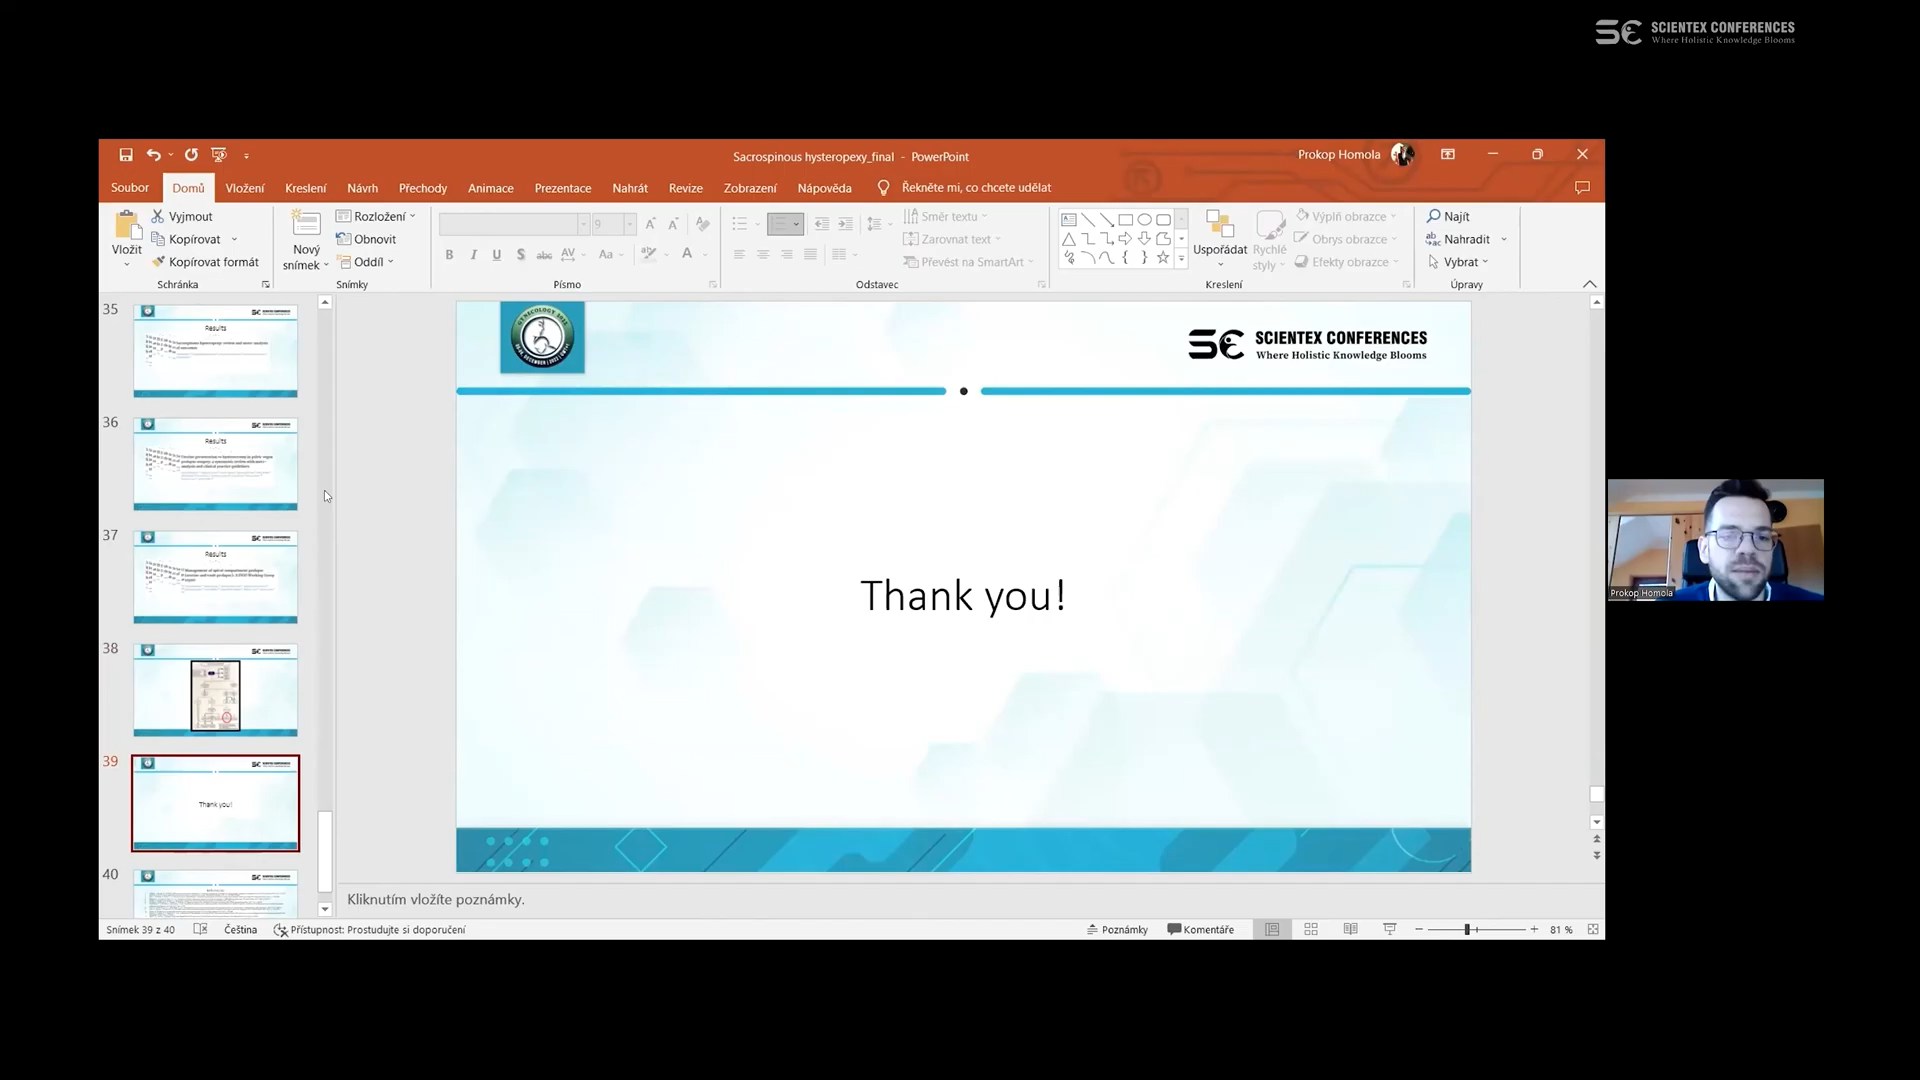 SCIENTEX CONFERENCES
Where Holistic Knowledge Blooms
Sacrospinous hysteropexy_final - PowerPoint
Prokop Homola
Soubor Domů Vložení Kreslení Návrh Přechody Animace Prezentace Nahrát Revize Zobrazení Nápověda Řekněte mi, co chcete udělat
Vložit
Vyjmout
Kopírovat
Kopírovat formát
Schránka
Nový
snímek
Rozložení
Obnovit
Oddíl
Snímky
9
Písmo
Směr textu
Zarovnat text
Převést na SmartArt
Odstavec
Uspořádat
Rychlé
styly
Výplň obrazce
Obrys obrazce
Efekty obrazce
Kreslení
Najít
Nahradit
Vybrat
Úpravy
35
Results
36
Results
37
Results
38
39
Thank you!
40
SCIENTEX CONFERENCES
Where Holistic Knowledge Blooms
Thank you!
Kliknutím vložíte poznámky.
Snímek 39 z 40 Čeština Přístupnost: Prostudujte si doporučení Poznámky Komentáře 81 %
Prokop Homola